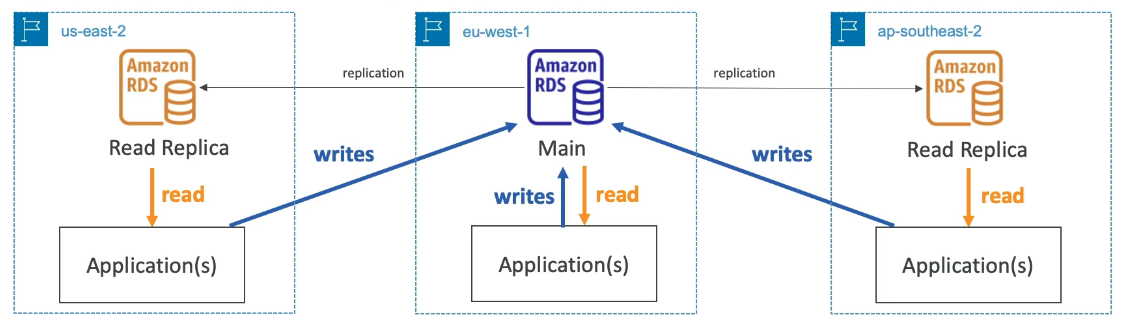 us-east-2
eu-west-1
ap-southeast-2
Amazon
RDS
replication
Amazon
RDS
replication
Amazon
RDS
Read Replica
writes
Main
writes
Read Replica
read
writes
read
read
Application(s)
Application(s)
Application(s)